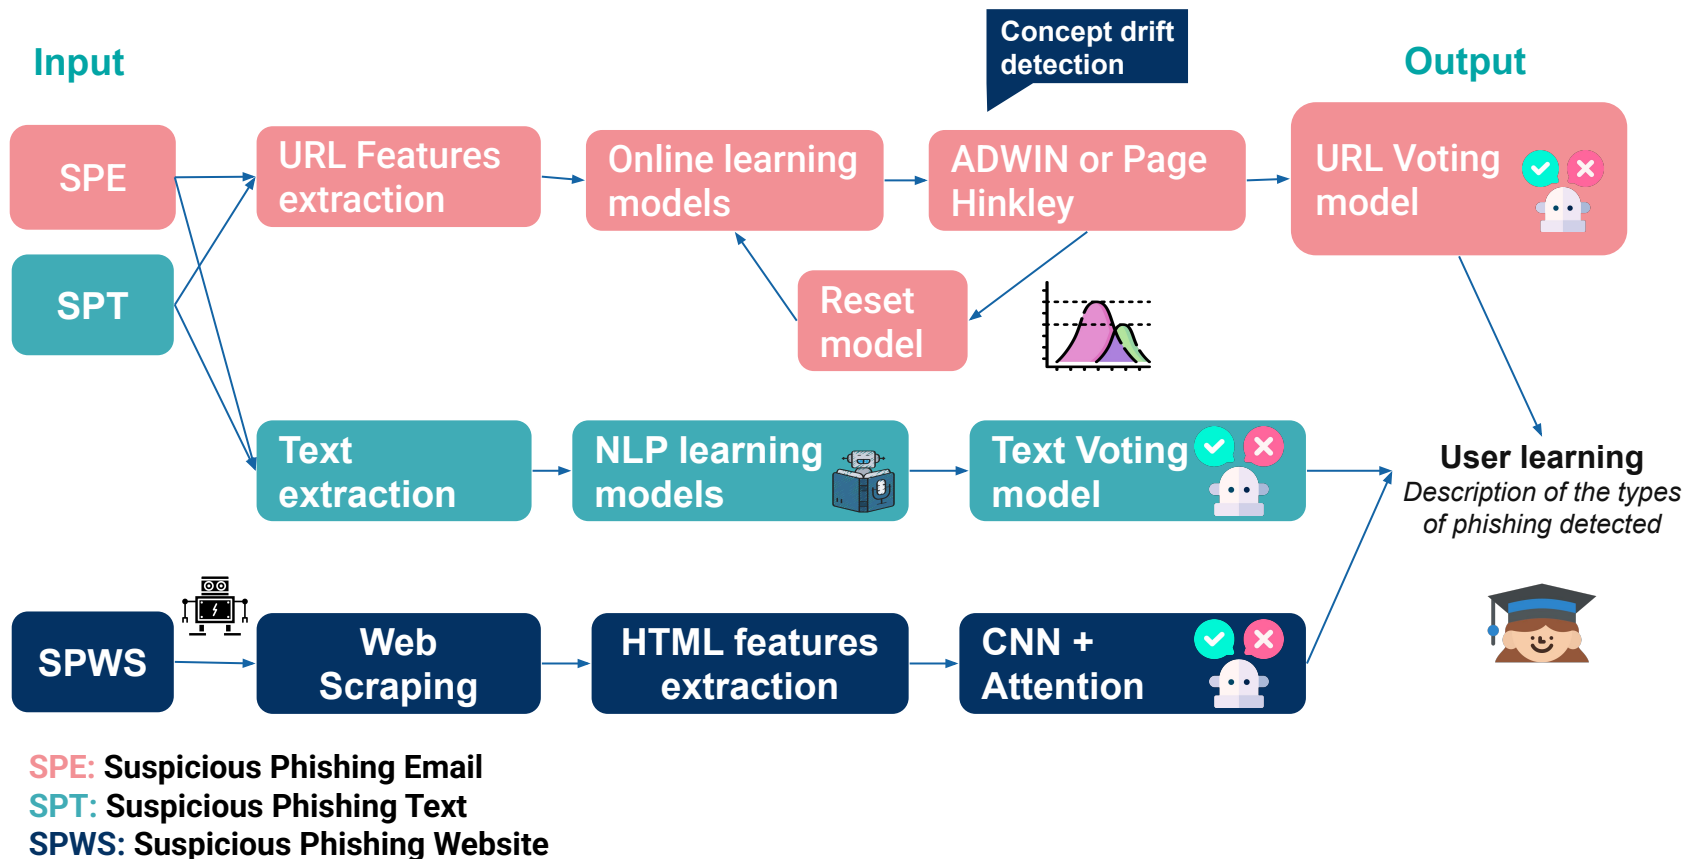 Input
Concept drift
detection
Output
SPE
URL Features
extraction
Online learning
models
ADWIN or Page
Hinkley
URL Voting
model
SPT
Reset
model
Text
extraction
NLP learning
models
Text Voting
model
User learning
Description of the types
of phishing detected
SPWS
Web
Scraping
HTML features
extraction
CNN +
Attention
SPE: Suspicious Phishing Email
SPT: Suspicious Phishing Text
SPWS: Suspicious Phishing Website